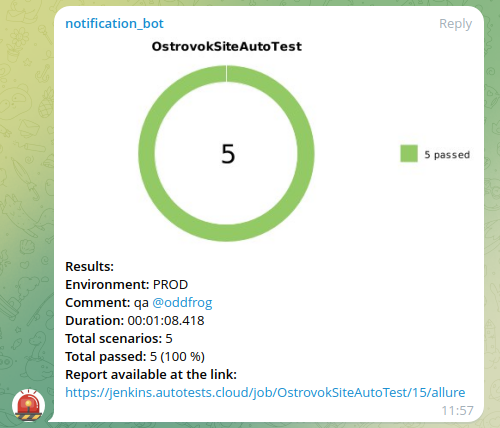 notification_bot Reply
OstrovokSiteAutoTest
5
5 passed
Results:
Environment: PROD
Comment: qa @oddfrog
Duration: 00:01:08.418
Total scenarios: 5
Total passed: 5 (100 %)
Report available at the link:
https://jenkins.autotests.cloud/job/OstrovokSiteAutoTest/15/allure
11:57